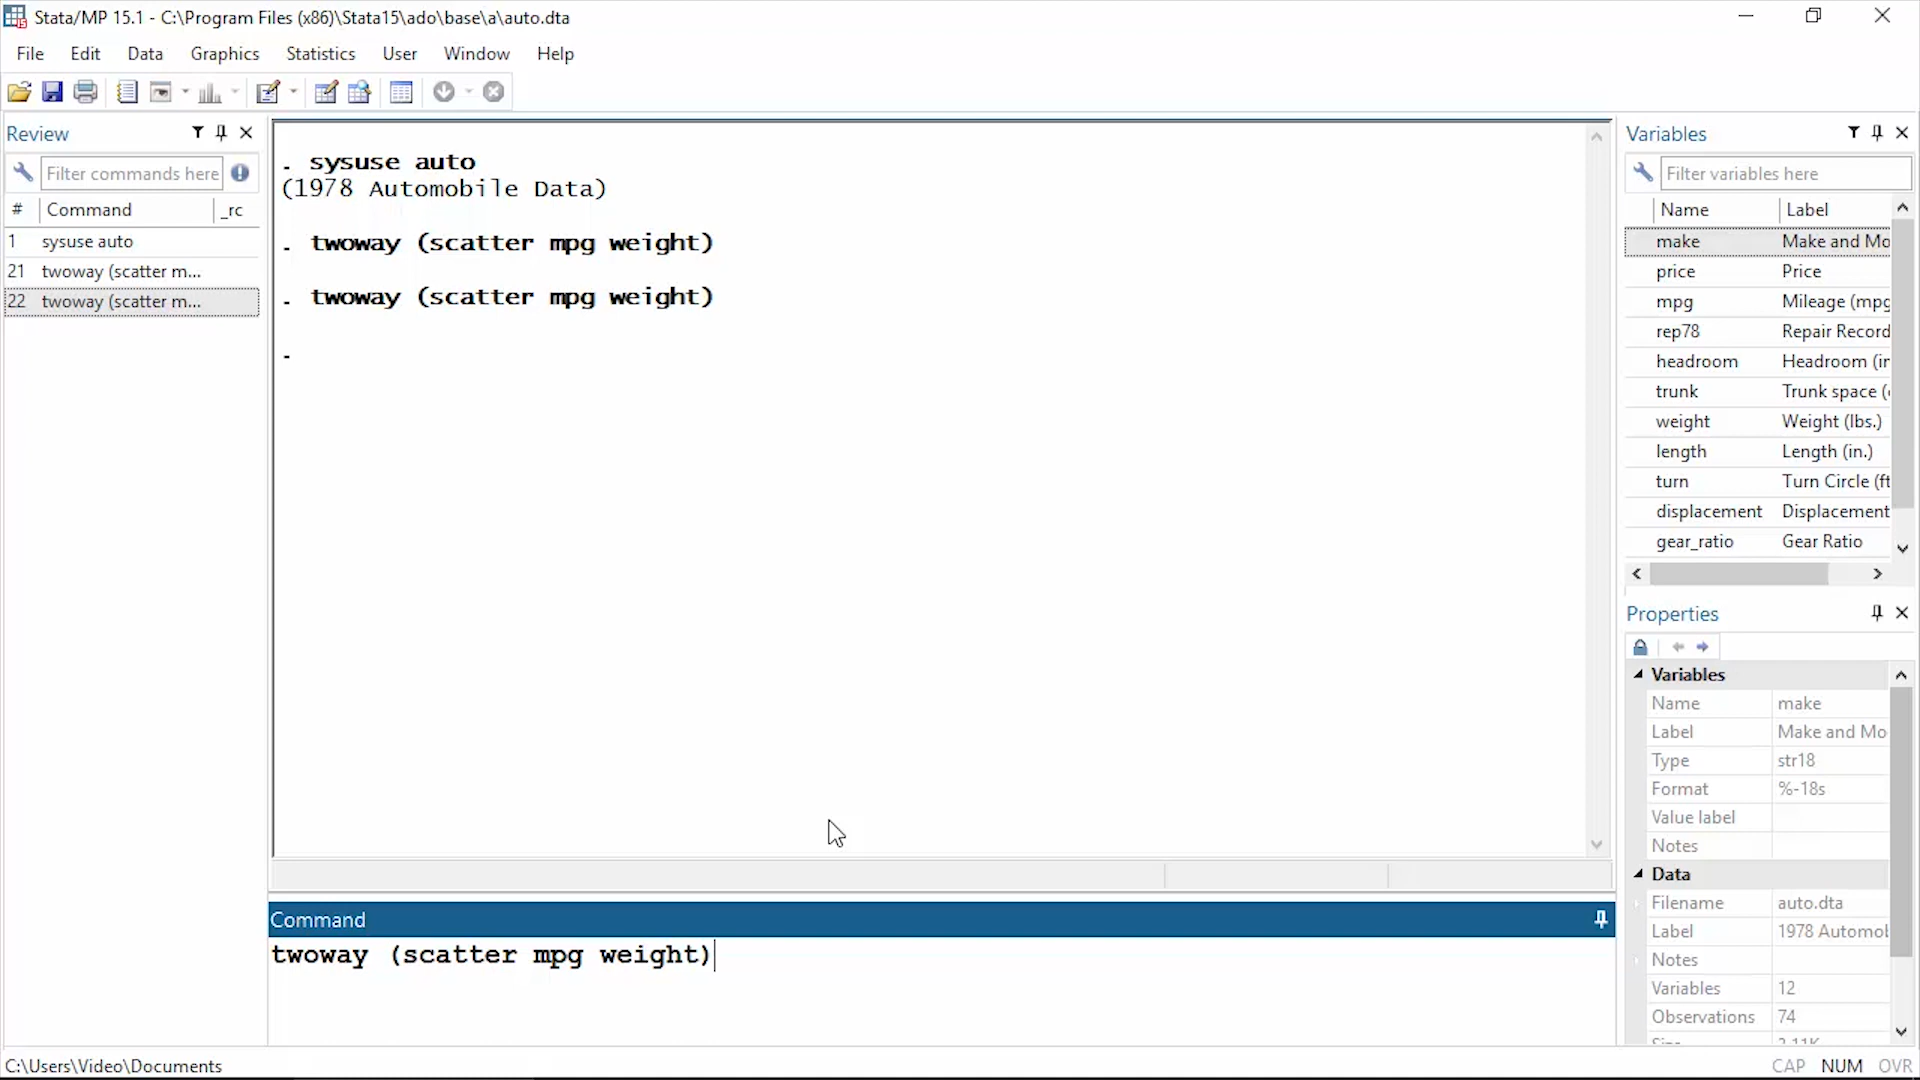 Stata/MP 15.1 - C:\Program Files (x86)\Stata15\ado\base\a\auto.dta
File Edit Data Graphics Statistics User Window Help
Review
Filter commands here
# Command _rc
1 sysuse auto
21 twoway (scatter m...
22 twoway (scatter m...
. sysuse auto
(1978 Automobile Data)
. twoway (scatter mpg weight)
. twoway (scatter mpg weight)
.
Command
twoway (scatter mpg weight)
Variables
Filter variables here
Name Label
make Make and Mo
price Price
mpg Mileage (mpg
rep78 Repair Record
headroom Headroom (in
trunk Trunk space (
weight Weight (lbs.)
length Length (in.)
turn Turn Circle (ft
displacement Displacement
gear_ratio Gear Ratio
Properties
Variables
Name make
Label Make and Mo
Type str18
Format %-18s
Value label
Notes
Data
Filename auto.dta
Label 1978 Automob
Notes
Variables 12
Observations 74
C:\Users\Video\Documents
CAP NUM OVR